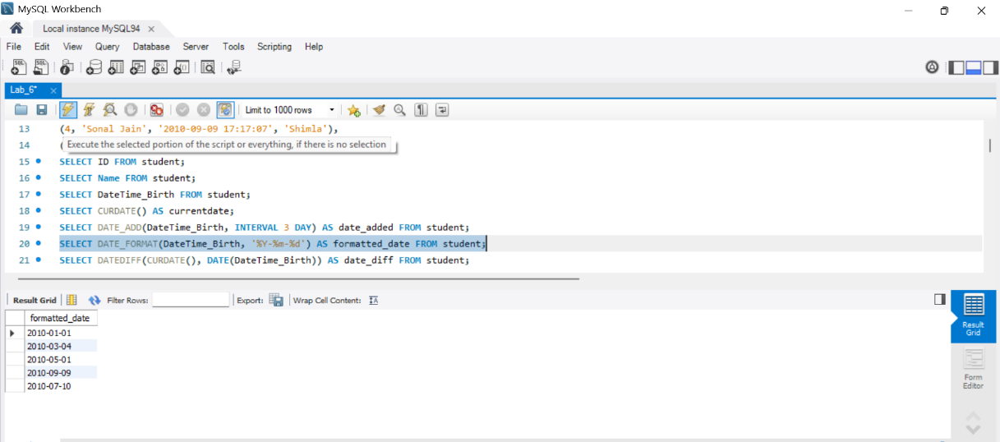 MySQL Workbench
Local instance MySQL94
File Edit View Query Database Server Tools Scripting Help
Lab_6*
Limit to 1000 rows
13 (4, 'Sonal Jain', '2010-09-09 17:17:07', 'Shimla'),
14 (
Execute the selected portion of the script or everything, if there is no selection
15 SELECT ID FROM student;
16 SELECT Name FROM student;
17 SELECT DateTime_Birth FROM student;
18 SELECT CURDATE() AS currentdate;
19 SELECT DATE_ADD(DateTime_Birth, INTERVAL 3 DAY) AS date_added FROM student;
20 SELECT DATE_FORMAT(DateTime_Birth, '%Y-%m-%d') AS formatted_date FROM student;
21 SELECT DATEDIFF(CURDATE(), DATE(DateTime_Birth)) AS date_diff FROM student;
Result Grid Filter Rows: Export: Wrap Cell Content:
formatted_date
2010-01-01
2010-03-04
2010-05-01
2010-09-09
2010-07-10
Result
Grid
Form
Editor